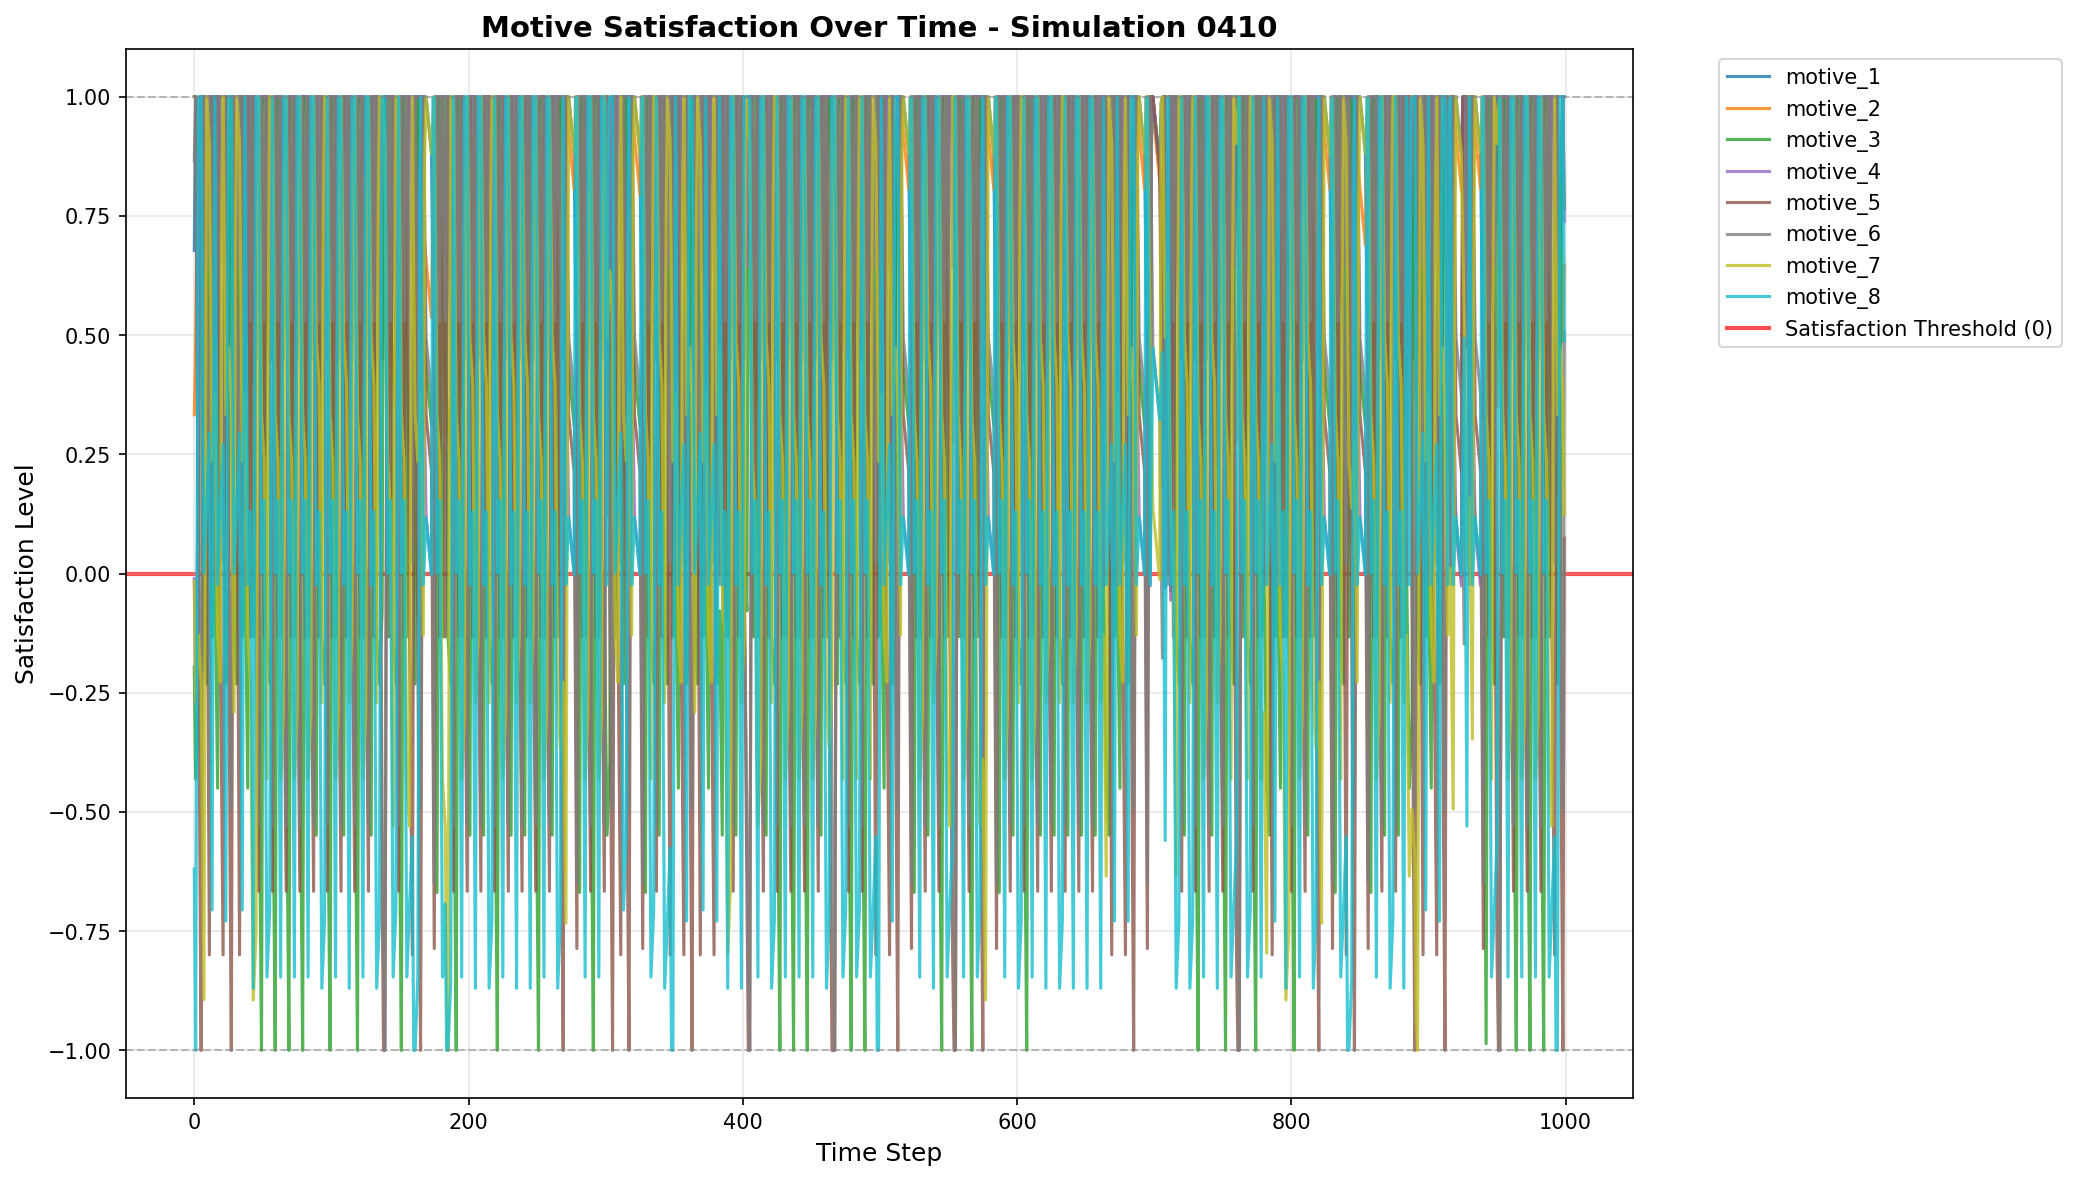 Motive Satisfaction Over Time - Simulation 0410
1.00
0.75
0.50
0.25
0.00
−0.25
−0.50
−0.75
−1.00
Satisfaction Level
0
200
400
600
800
1000
Time Step
motive_1
motive_2
motive_3
motive_4
motive_5
motive_6
motive_7
motive_8
Satisfaction Threshold (0)